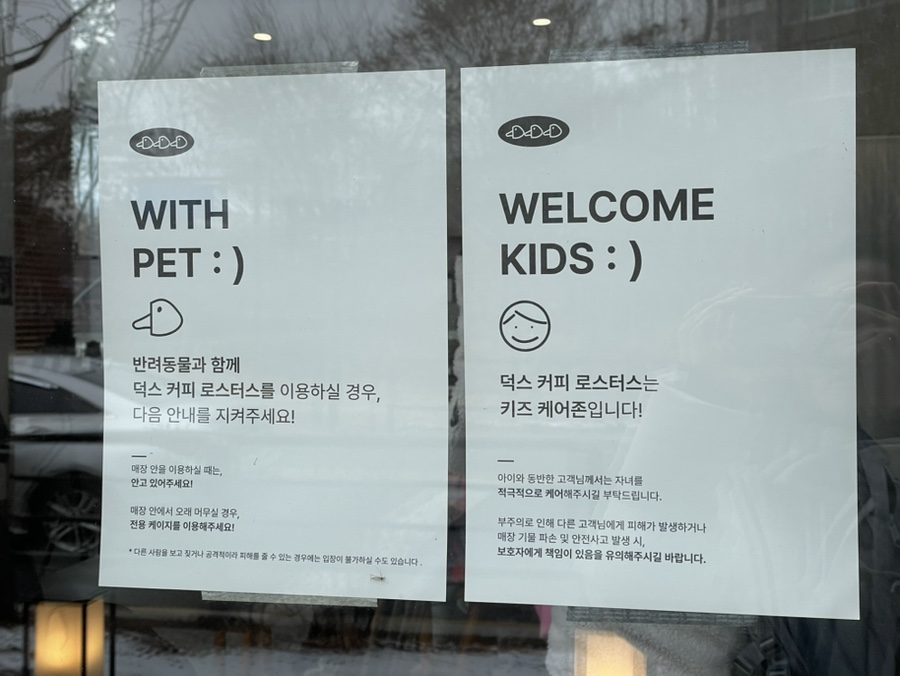 WITH
PET : )
반려동물과 함께
덕스 커피 로스터스를 이용하실 경우,
다음 안내를 지켜주세요!
매장 안을 이용하실 때는,
안고 있어주세요!
매장 안에서 오래 머무실 경우,
전용 케이지를 이용해주세요!
* 다른 사람을 보고 짖거나 공격적이라 피해를 줄 수 있는 경우에는 입장이 불가하실 수도 있습니다.
WELCOME
KIDS : )
덕스 커피 로스터스는
키즈 케어존입니다!
아이와 동반한 고객님께서는 자녀를
적극적으로 케어해주시길 부탁드립니다.
부주의로 인해 다른 고객님에게 피해가 발생하거나
매장 기물 파손 및 안전사고 발생 시,
보호자에게 책임이 있음을 유의해주시길 바랍니다.